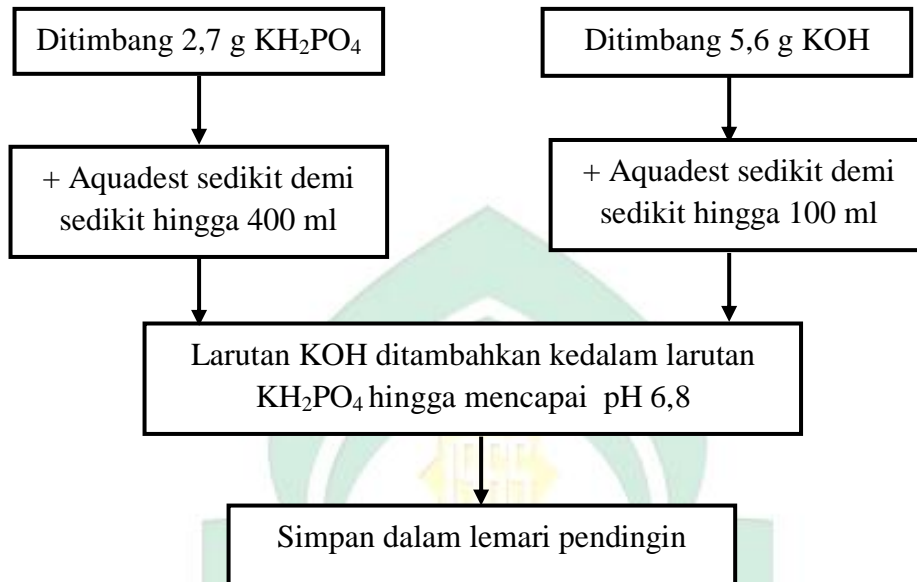 Ditimbang 2,7 g KH₂PO₄
Ditimbang 5,6 g KOH
+ Aquadest sedikit demi
sedikit hingga 400 ml
+ Aquadest sedikit demi
sedikit hingga 100 ml
Larutan KOH ditambahkan kedalam larutan
KH₂PO₄ hingga mencapai pH 6,8
Simpan dalam lemari pendingin